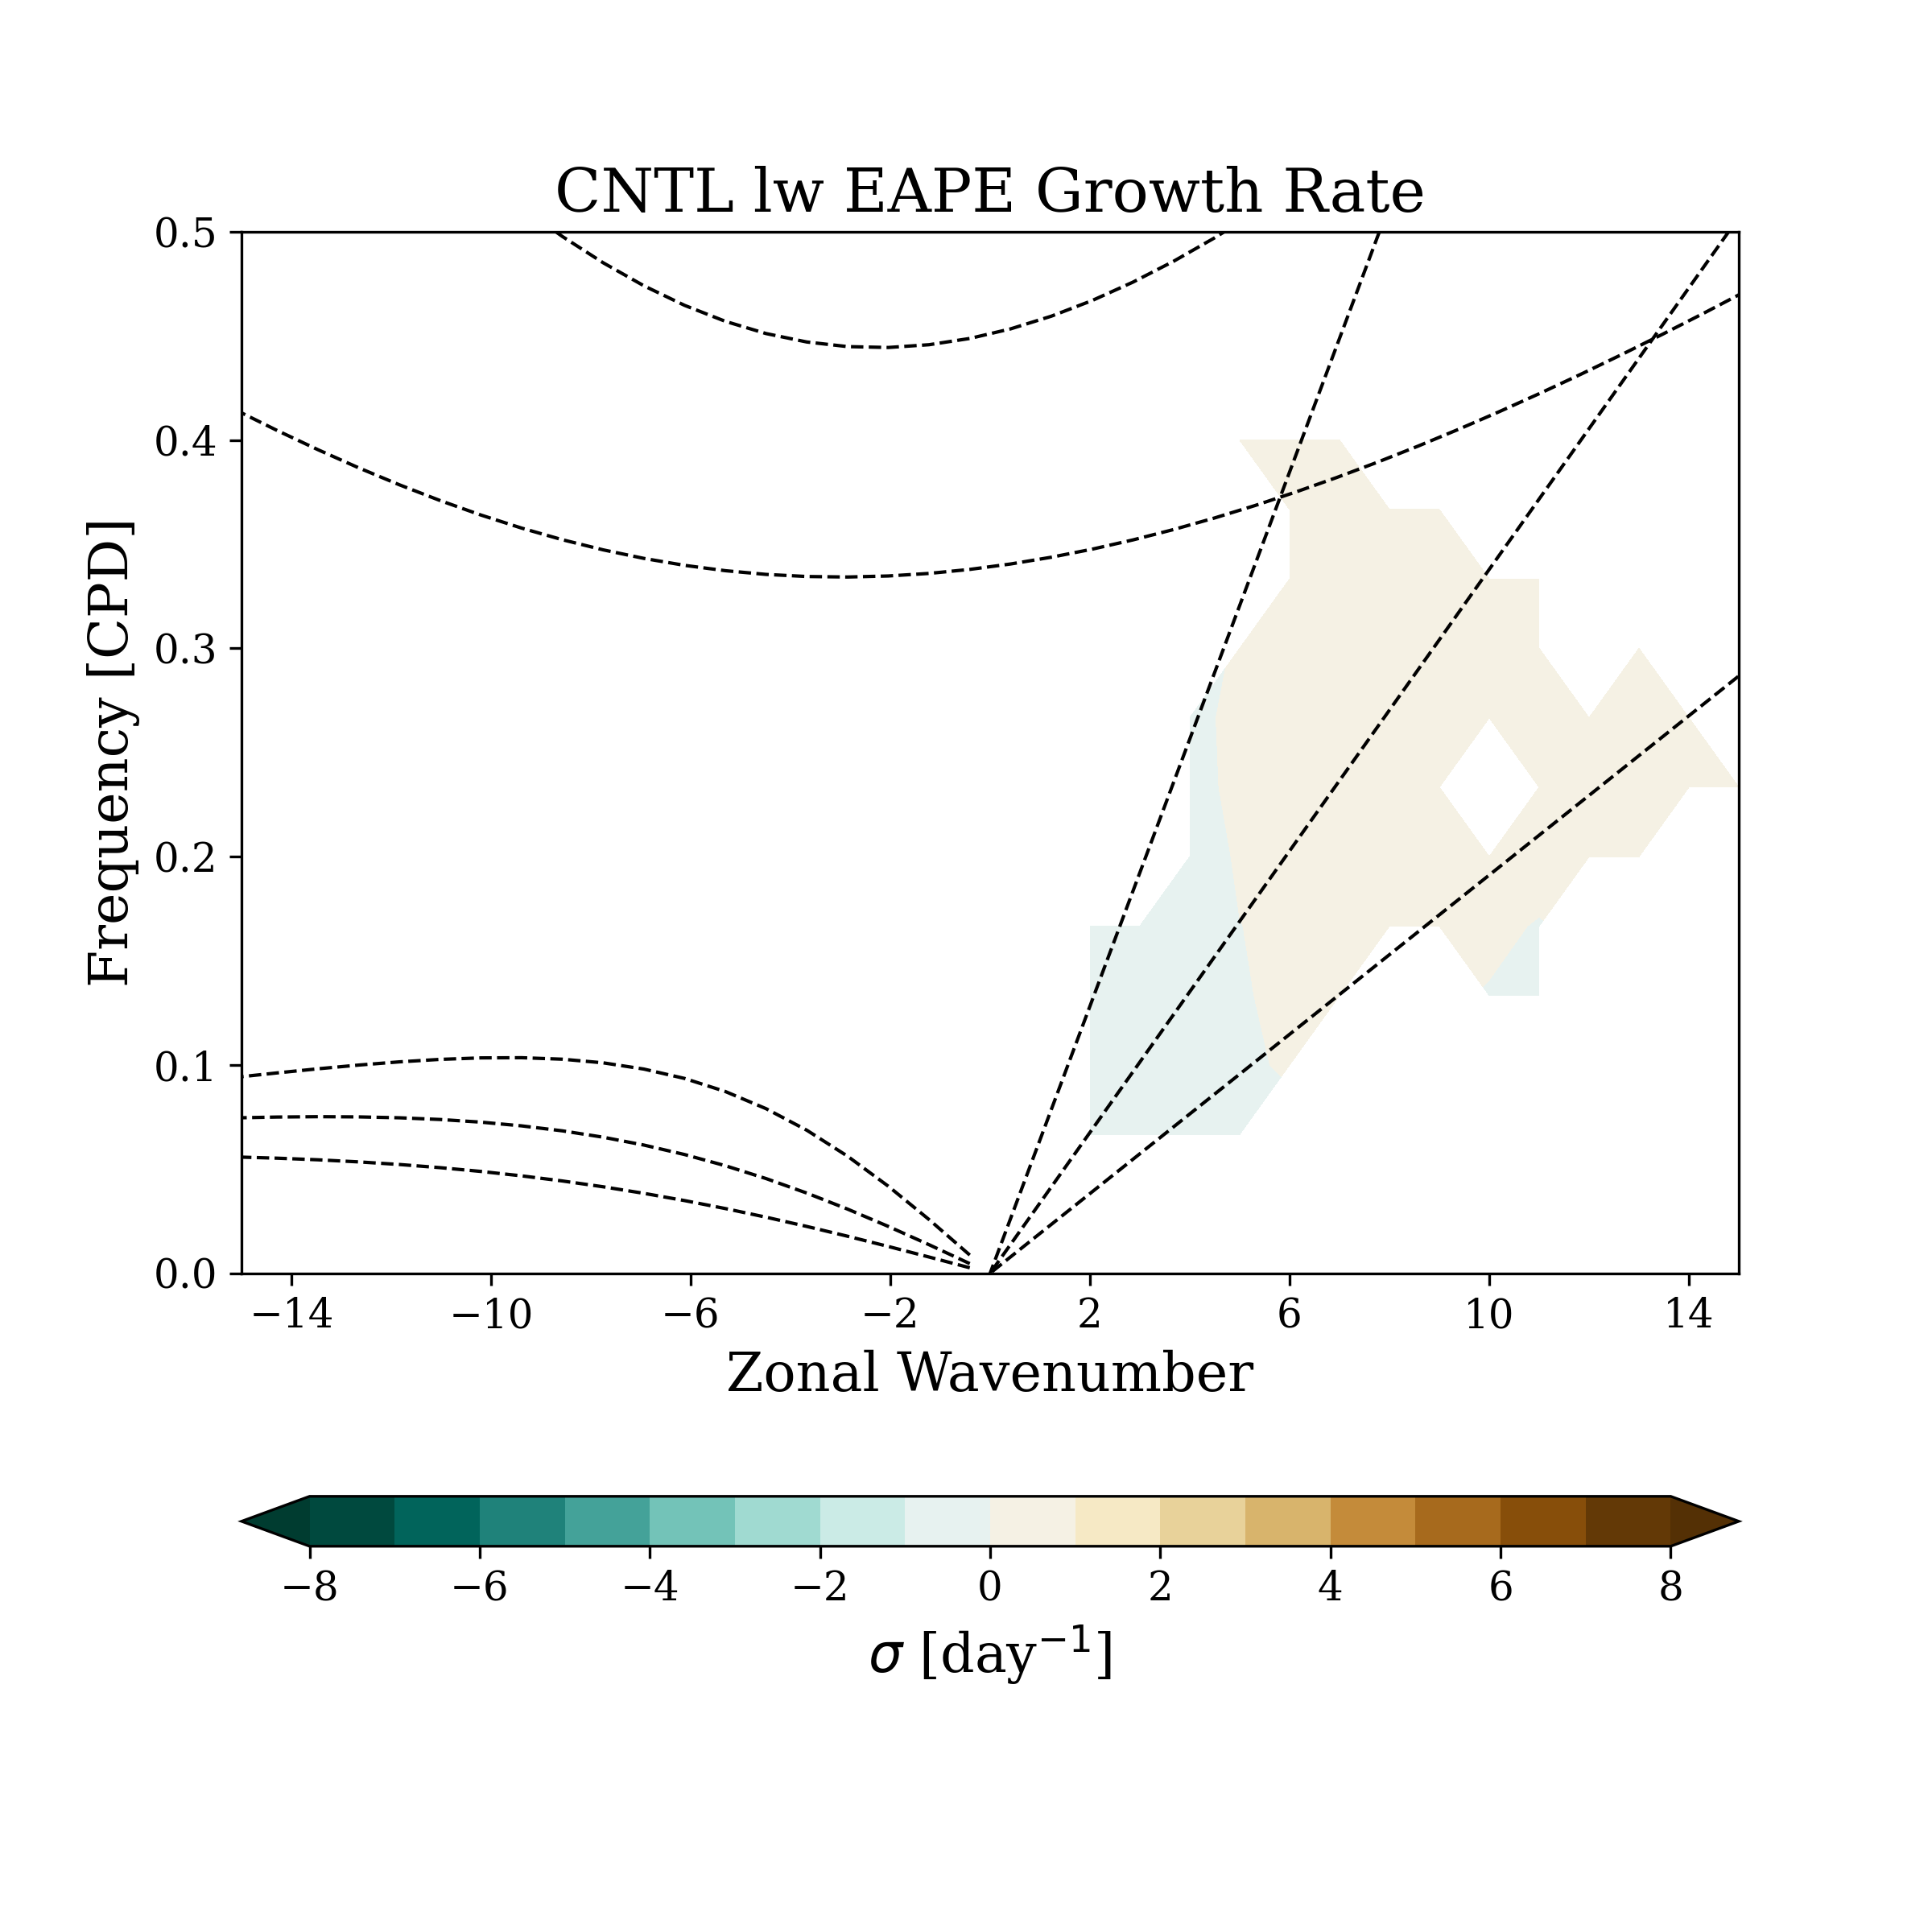 CNTL lw EAPE Growth Rate
0.5
0.4
0.3
0.2
0.1
0.0
Frequency [CPD]
−14 −10 −6 −2 2 6 10 14
Zonal Wavenumber
−8 −6 −4 −2 0 2 4 6 8
σ [day⁻¹]